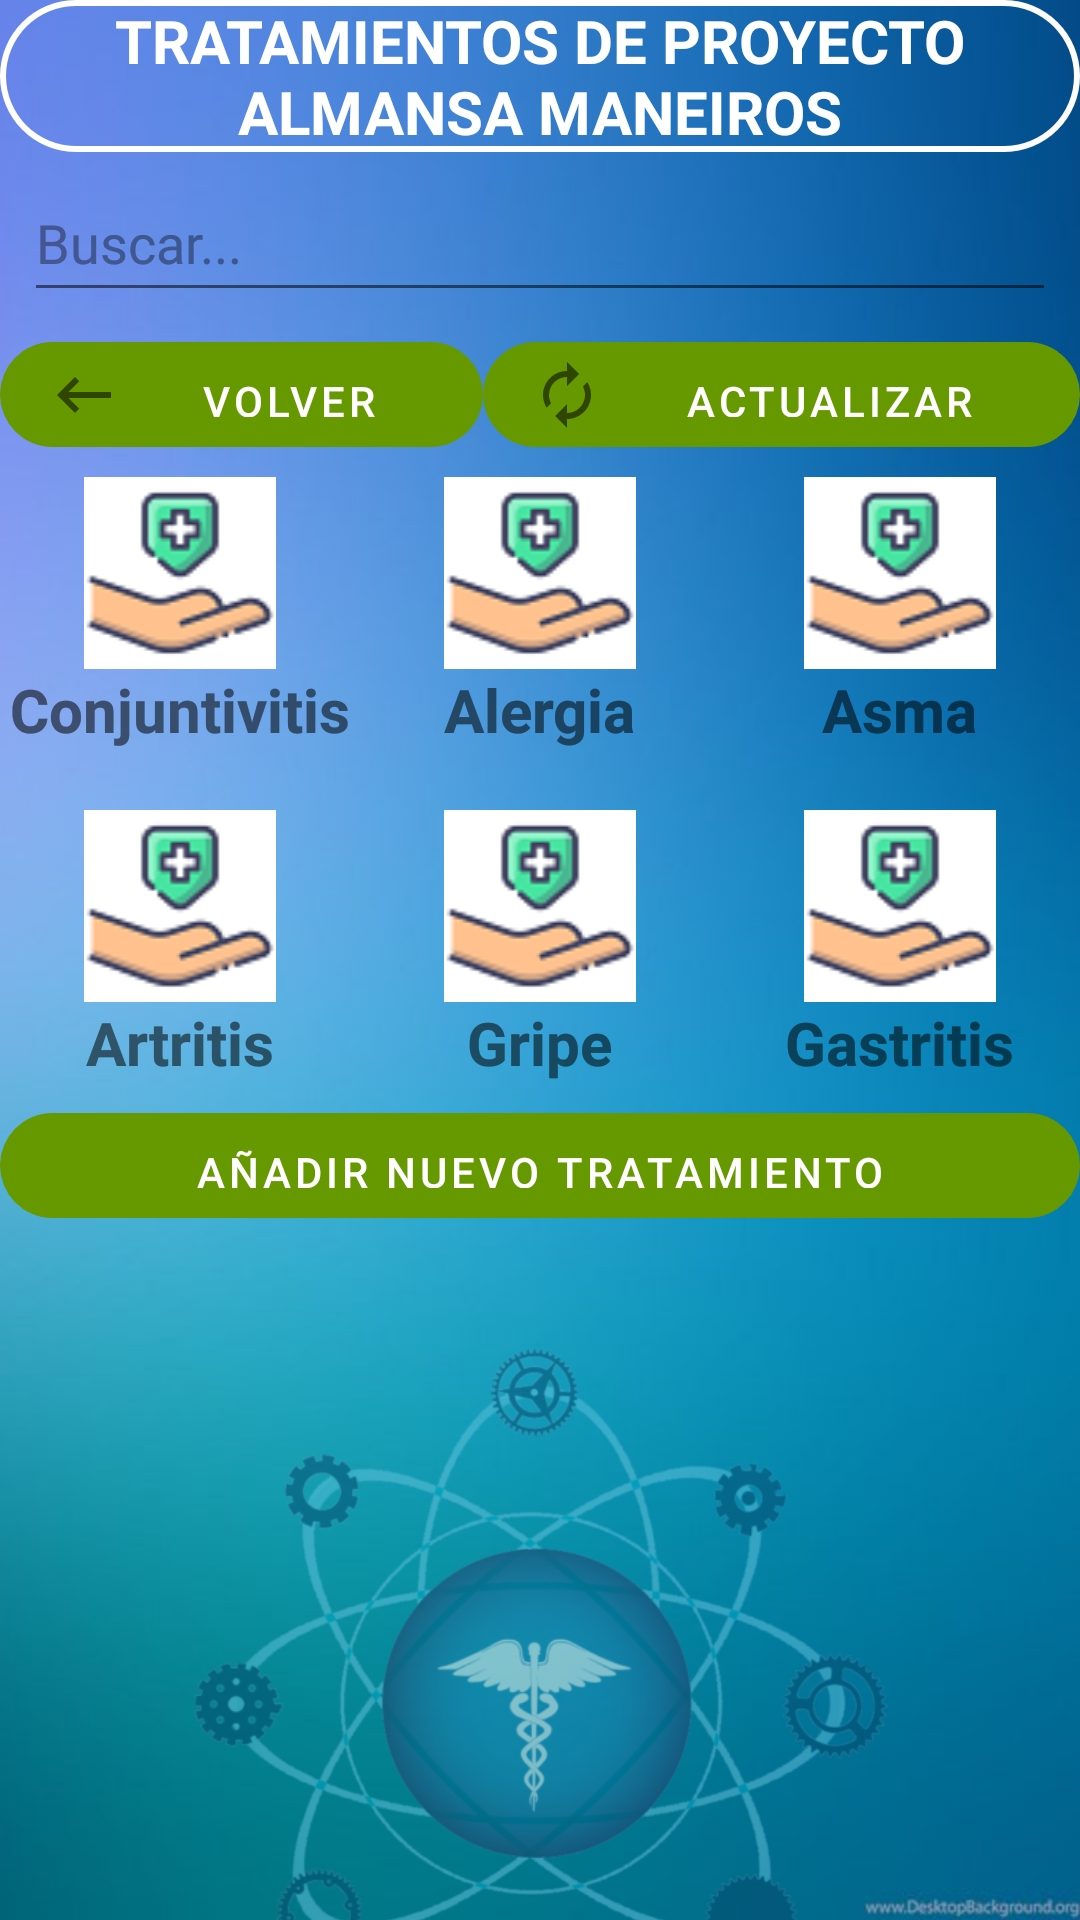 TRATAMIENTOS DE PROYECTO
ALMANSA MANEIROS
Buscar...
VOLVER
ACTUALIZAR
Conjuntivitis
Alergia
Asma
Artritis
Gripe
Gastritis
AÑADIR NUEVO TRATAMIENTO
www.DesktopBackground.org